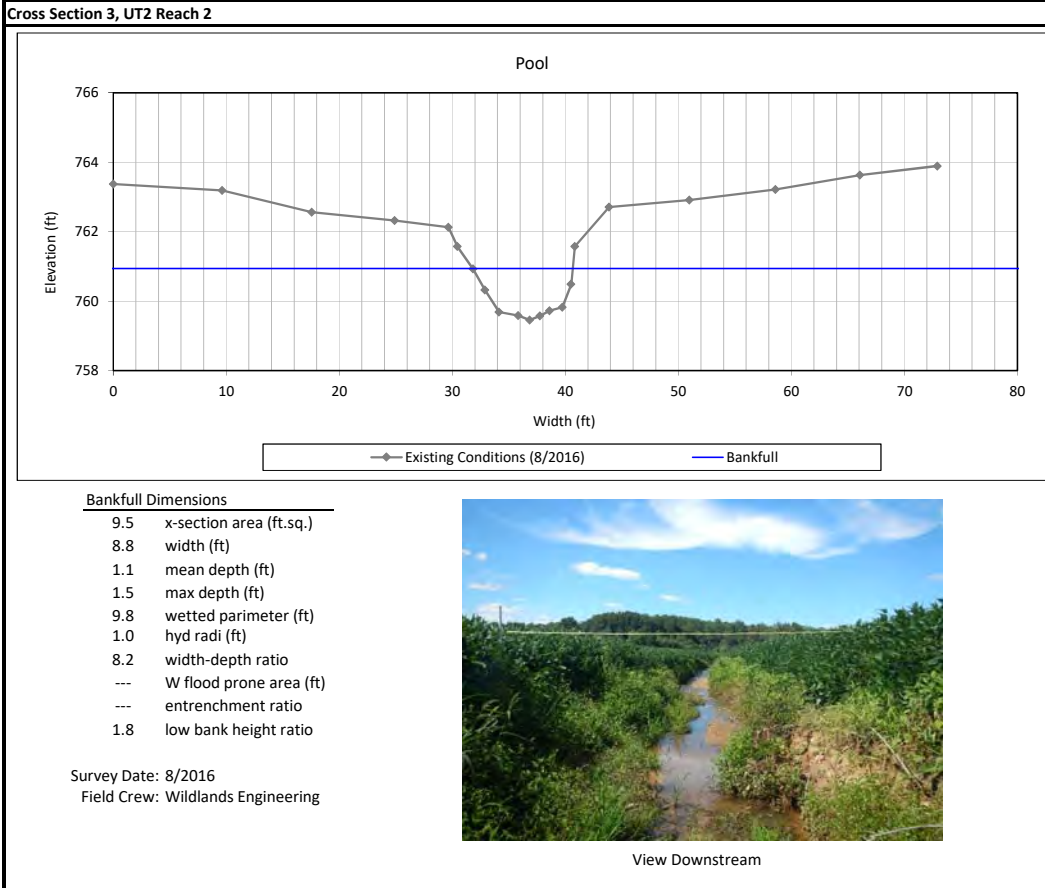 Cross Section 3, UT2 Reach 2
Pool
766
764
762
760
758
Elevation (ft)
0 10 20 30 40 50 60 70 80
Width (ft)
Existing Conditions (8/2016) Bankfull
Bankfull Dimensions
9.5 x-section area (ft.sq.)
8.8 width (ft)
1.1 mean depth (ft)
1.5 max depth (ft)
9.8 wetted parimeter (ft)
1.0 hyd radi (ft)
8.2 width-depth ratio
--- W flood prone area (ft)
--- entrenchment ratio
1.8 low bank height ratio
Survey Date: 8/2016
Field Crew: Wildlands Engineering
View Downstream